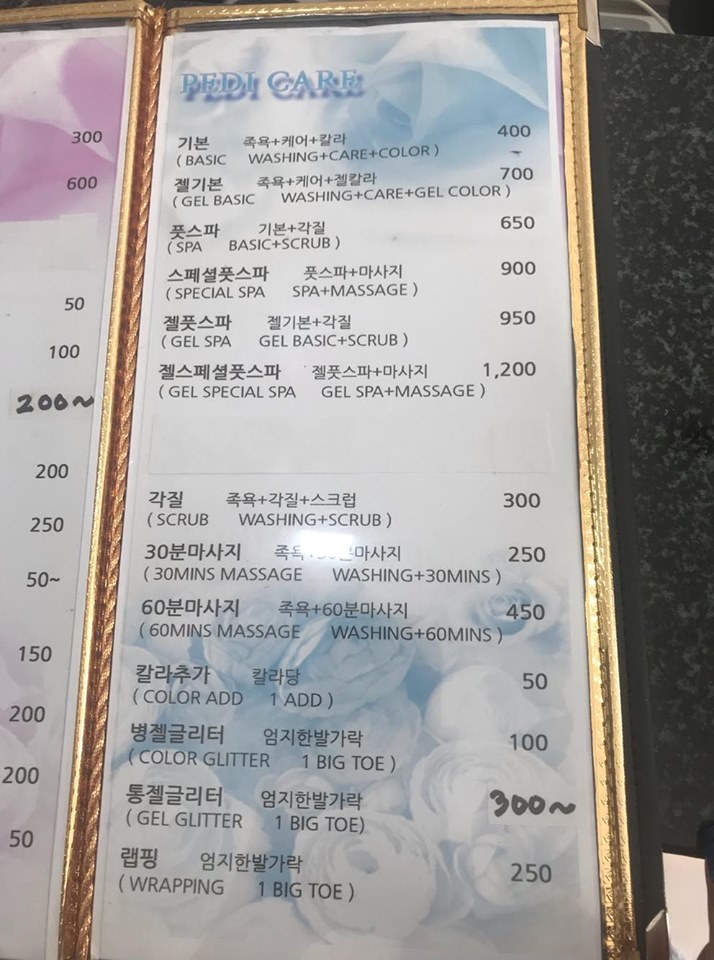 300
600
50
100
200~
200
250
50~
150
200
200
50
PEDI CARE
기본 족욕+케어+칼라 400
( BASIC WASHING+CARE+COLOR )
젤기본 족욕+케어+젤칼라 700
( GEL BASIC WASHING+CARE+GEL COLOR )
풋스파 기본+각질 650
( SPA BASIC+SCRUB )
스페셜풋스파 풋스파+마사지 900
( SPECIAL SPA SPA+MASSAGE )
젤풋스파 젤기본+각질 950
( GEL SPA GEL BASIC+SCRUB )
젤스페셜풋스파 젤풋스파+마사지 1,200
( GEL SPECIAL SPA GEL SPA+MASSAGE )
각질 족욕+각질+스크럽 300
( SCRUB WASHING+SCRUB )
30분마사지 족욕+30분마사지 250
( 30MINS MASSAGE WASHING+30MINS )
60분마사지 족욕+60분마사지 450
( 60MINS MASSAGE WASHING+60MINS )
칼라추가 칼라당 50
( COLOR ADD 1 ADD )
병젤글리터 엄지한발가락 100
( COLOR GLITTER 1 BIG TOE )
통젤글리터 엄지한발가락 300~
( GEL GLITTER 1 BIG TOE)
랩핑 엄지한발가락 250
( WRAPPING 1 BIG TOE )